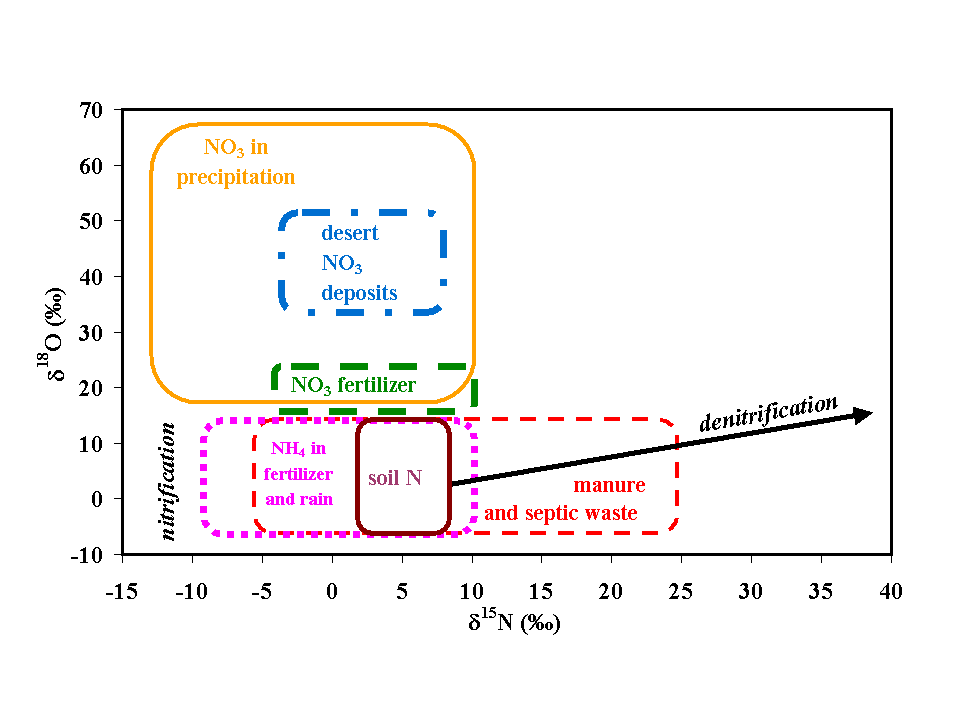 70
60
50
40
30
20
10
0
-10
δ¹⁸O (‰)
NO₃ in
precipitation
desert
NO₃
deposits
NO₃ fertilizer
nitrification
NH₄ in
fertilizer
and rain
soil N
denitrification
manure
and septic waste
-15 -10 -5 0 5 10 15 20 25 30 35 40
δ¹⁵N (‰)